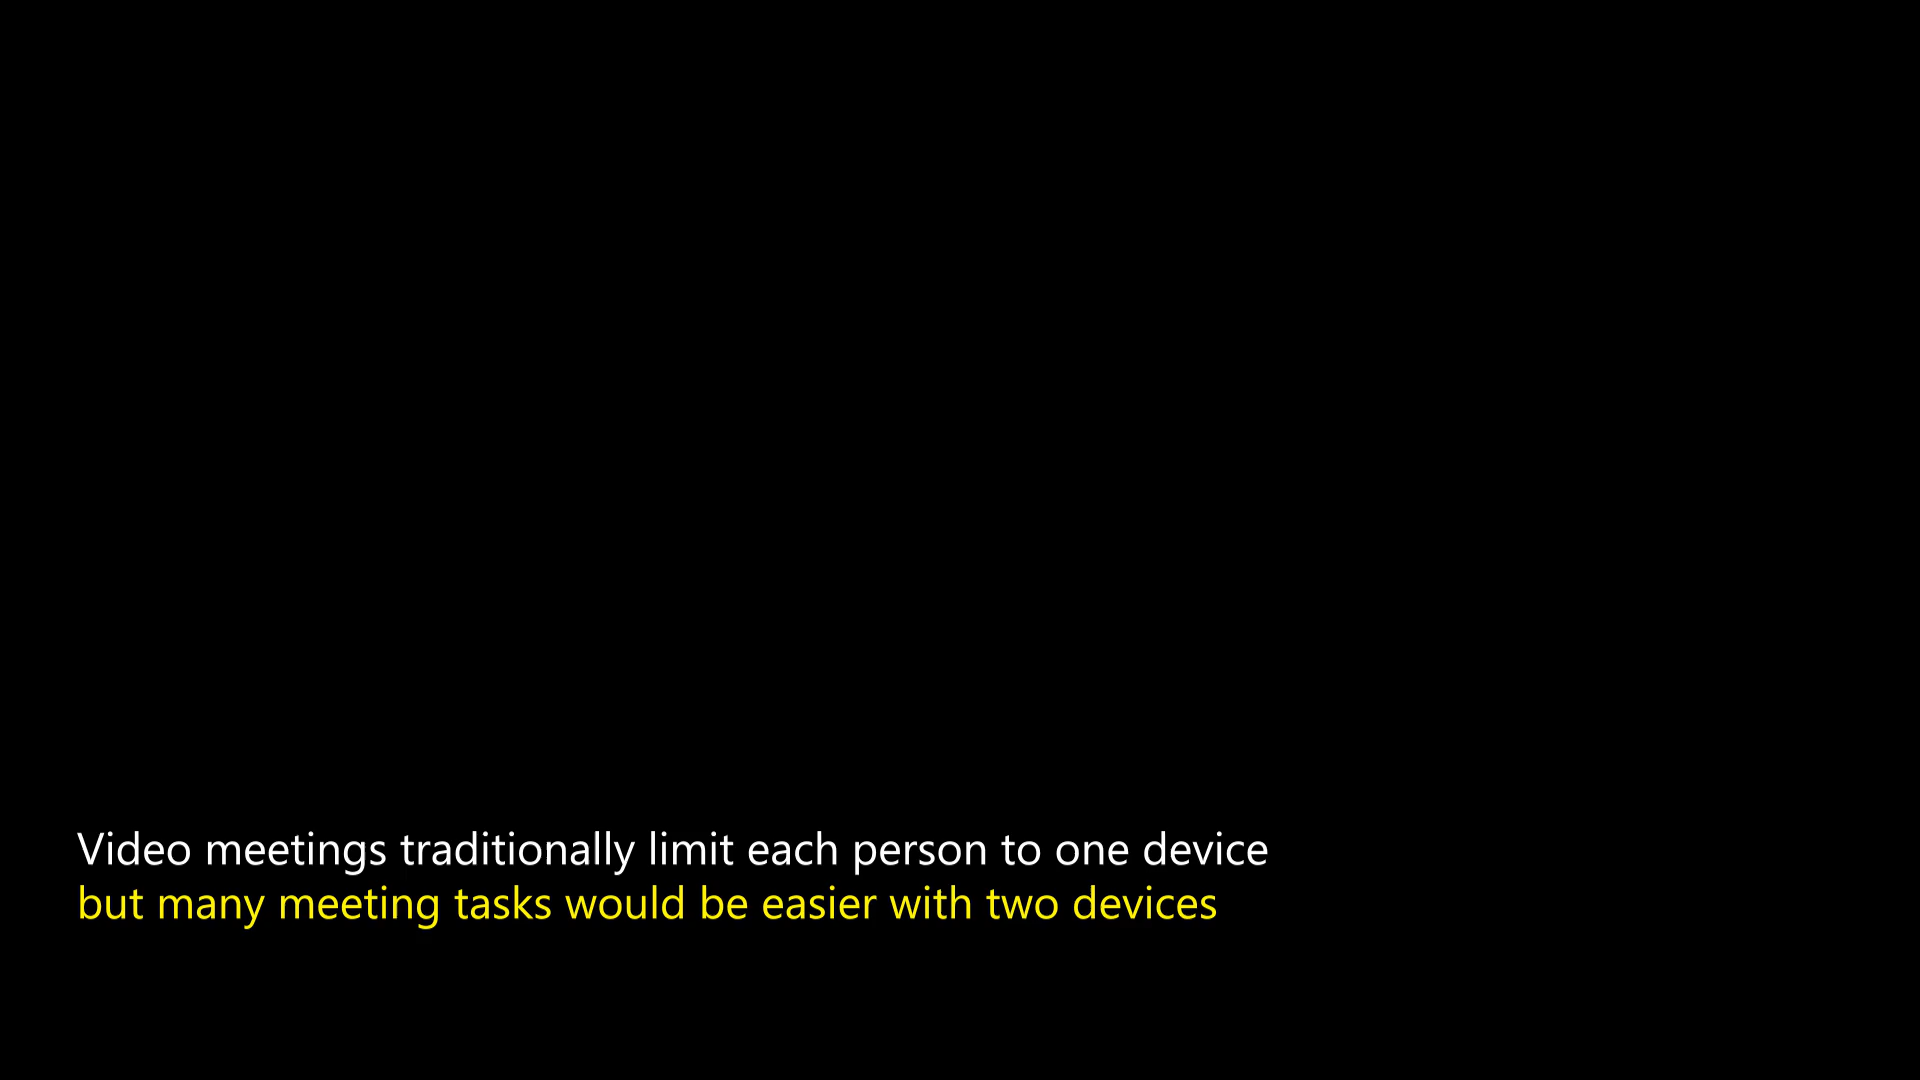 Video meetings traditionally limit each person to one device
but many meeting tasks would be easier with two devices